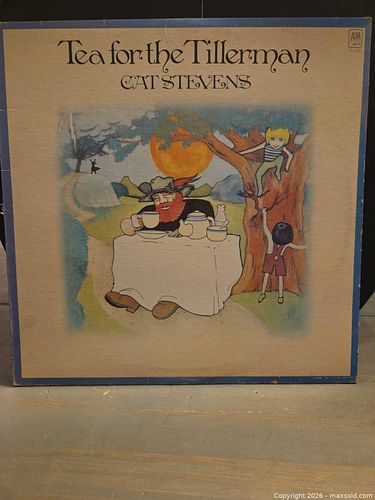 Tea for the Tillerman
CAT STEVENS
A&M
Copyright 2026 - maxsold.com